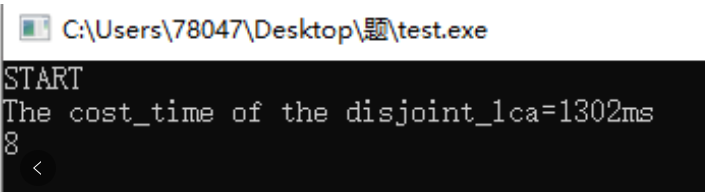 C:\Users\78047\Desktop\题\test.exe
START
The cost_time of the disjoint_lca=1302ms
8